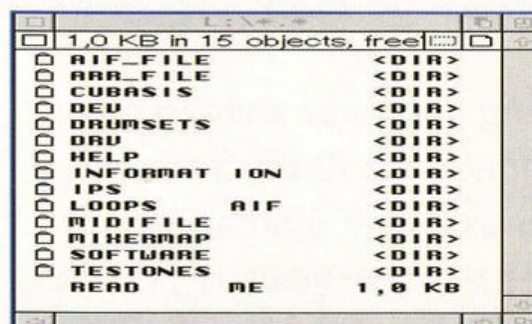 L:\*.*
1,0 KB in 15 objects, free
AIF_FILE <DIR>
ARR_FILE <DIR>
CUBASIS <DIR>
DEV <DIR>
DRUMSETS <DIR>
DRV <DIR>
HELP <DIR>
INFORMAT ION <DIR>
IPS <DIR>
LOOPS AIF <DIR>
MIDIFILE <DIR>
MIXERMAP <DIR>
SOFTWARE <DIR>
TESTONES <DIR>
READ ME 1,0 KB